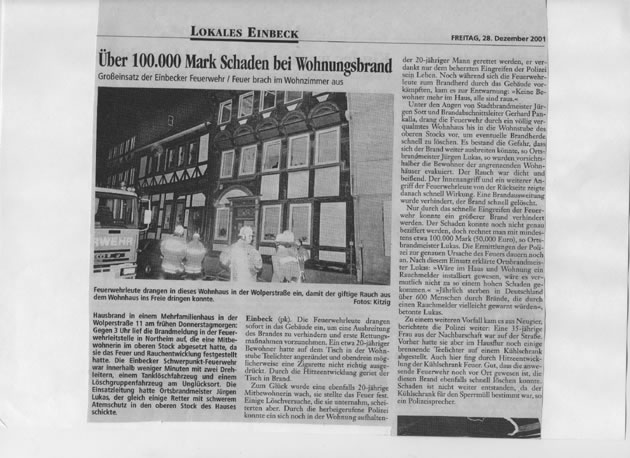 LOKALES EINBECK
FREITAG, 28. Dezember 2001
Über 100.000 Mark Schaden bei Wohnungsbrand
Großeinsatz der Einbecker Feuerwehr / Feuer brach im Wohnzimmer aus
Feuerwehrleute drangen in dieses Wohnhaus in der Wolperstraße ein, damit der giftige Rauch aus
dem Wohnhaus ins Freie dringen konnte.
Fotos: Kitzig
Hausbrand in einem Mehrfamilienhaus in der
Wolperstraße 11 am frühen Donnerstagmorgen:
Gegen 3 Uhr lief die Brandmeldung in der Feuer-
wehrleitstelle in Northeim auf, die eine Mitbe-
wohnerin im oberen Stock abgesetzt hatte, da
sie das Feuer und Rauchentwicklung festgestellt
hatte. Die Einbecker Schwerpunkt-Feuerwehr
war innerhalb weniger Minuten mit zwei Dreh-
leitern, einem Tanklöschfahrzeug und einem
Löschgruppenfahrzeug am Unglücksort. Die
Einsatzleitung hatte Ortsbrandmeister Jürgen
Lukas, der gleich einige Retter mit schwerem
Atemschutz in den oberen Stock des Hauses
schickte.
Einbeck (pk). Die Feuerwehrleute drangen
sofort in das Gebäude ein, um eine Ausbreitung
des Brandes zu verhindern und erste Rettungs-
maßnahmen vorzunehmen. Ein etwa 20-jähriger
Bewohner hatte auf dem Tisch in der Wohn-
stube Teelichter angezündet und obendrein mög-
licherweise eine Zigarette nicht richtig ausge-
drückt. Durch die Hitzeentwicklung geriet der
Tisch in Brand.
Zum Glück wurde eine ebenfalls 20-jährige
Mitbewohnerin wach, sie stellte das Feuer fest.
Einige Löschversuche, die sie unternahm, schei-
terten aber. Durch die herbeigerufene Polizei
konnte ein sich noch in der Wohnung aufhalten-
der 20-jähriger Mann gerettet werden, er ver-
dankt nur dem beherzten Eingreifen der Polizei
sein Leben. Noch während sich die Feuerwehr-
leute zum Brandherd durch das Gebäude vor-
kämpften, kam es zur Entwarnung: »Keine Be-
wohner mehr im Haus, alle sind raus.«
Unter den Augen von Stadtbrandmeister Jür-
gen Sott und Brandabschnittsleiter Gerhard Pan-
kalla, drang die Feuerwehr durch ein völlig ver-
qualmtes Wohnhaus bis in die Wohnstube des
oberen Stocks vor, um eventuelle Brandherde
schnell zu löschen. Es bestand die Gefahr, dass
sich der Brand weiter ausbreiten könnte, so Orts-
brandmeister Jürgen Lukas, so wurden vorsichts-
halber die Bewohner der angrenzenden Wohn-
häuser evakuiert. Der Rauch war dicht und
beißend. Der Innenangriff und ein weiterer An-
griff der Feuerwehrleute von der Rückseite zeigte
danach schnell Wirkung. Eine Brandausweitung
wurde verhindert, der Brand schnell gelöscht.
Nur durch das schnelle Eingreifen der Feuer-
wehr konnte ein größerer Brand verhindert
werden. Der Schaden konnte noch nicht genau
beziffert werden, doch rechnet man mit mindes-
tens etwa 100.000 Mark (50,000 Euro), so Orts-
brandmeister Lukas. Die Ermittlungen der Poli-
zei zur genauen Ursache des Feuers dauern noch
an. Nach diesem Einsatz erklärte Ortsbrandmeis-
ter Lukas: »Wäre im Haus und Wohnung ein
Rauchmelder installiert gewesen, wäre es ver-
mutlich nicht zu so einem hohen Schaden ge-
kommen.« »Jährlich sterben in Deutschland
über 600 Menschen durch Brände, die durch
einen Rauchmelder vielleicht gewarnt würden«,
betonte Lukas.
Zu einem weiteren Vorfall kam es am Neujahr,
berichtete die Polizei weiter: Eine 35-jährige
Frau aus der Nachbarschaft war auf der Straße.
Vorher hatte sie aber im Hausflur noch einige
brennende Teelichter auf einem Kühlschrank
abgestellt. Auch hier fing durch Hitzeentwick-
lung der Kühlschrank Feuer. Gut, dass die anwe-
sende Feuerwehr noch vor Ort gewesen ist, die
diesen Brand ebenfalls schnell löschen konnte.
Schaden ist nicht weiter entstanden, da der
Kühlschrank für den Sperrmüll bestimmt war, so
ein Polizeisprecher.